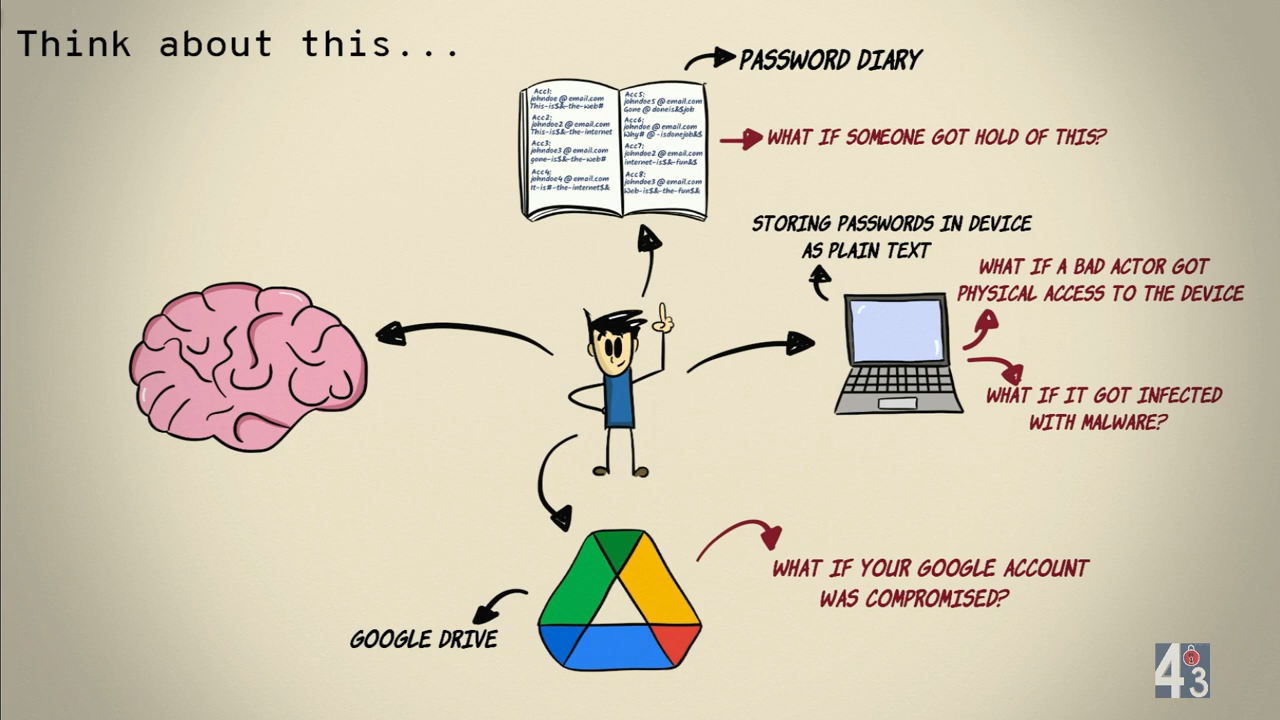 Think about this...
PASSWORD DIARY
Acc1:
johndoe @ email.com
This-is$&-the-web#
Acc2:
johndoe2 @ email.com
This-is$&-the-internet
Acc3:
johndoe3 @ email.com
gone-is$&-the-web#
Acc4:
johndoe4 @ email.com
It-is#-the-internet$&
Acc5:
johndoe5 @ email.com
Gone @ doneis&$job
Acc6:
johndoe @ email.com
Why# @ -isdonejob&$
Acc7:
johndoe2 @ email.com
internet-is$&-fun&$
Acc8:
johndoe3 @ email.com
Web-is$&-the-fun$&
WHAT IF SOMEONE GOT HOLD OF THIS?
STORING PASSWORDS IN DEVICE
AS PLAIN TEXT
WHAT IF A BAD ACTOR GOT
PHYSICAL ACCESS TO THE DEVICE
WHAT IF IT GOT INFECTED
WITH MALWARE?
WHAT IF YOUR GOOGLE ACCOUNT
WAS COMPROMISED?
GOOGLE DRIVE
403